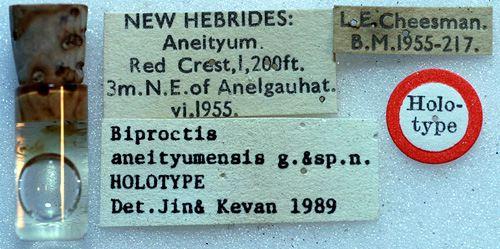 NEW HEBRIDES:
Aneityum.
Red Crest,1,200ft.
3m.N.E.of Anelgauhat.
vi.1955.
L.E.Cheesman.
B.M.1955-217.
Holo-
type
Biproctis
aneityumensis g.&sp.n.
HOLOTYPE
Det.Jin& Kevan 1989